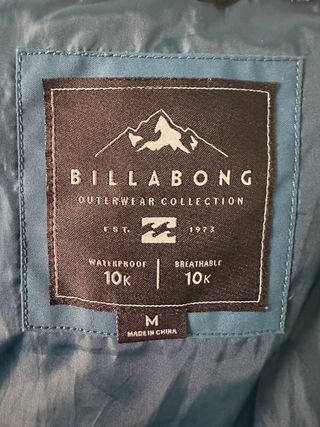 BILLABONG
OUTERWEAR COLLECTION
EST. 1973
WATERPROOF BREATHABLE
10K 10K
M
MADE IN CHINA